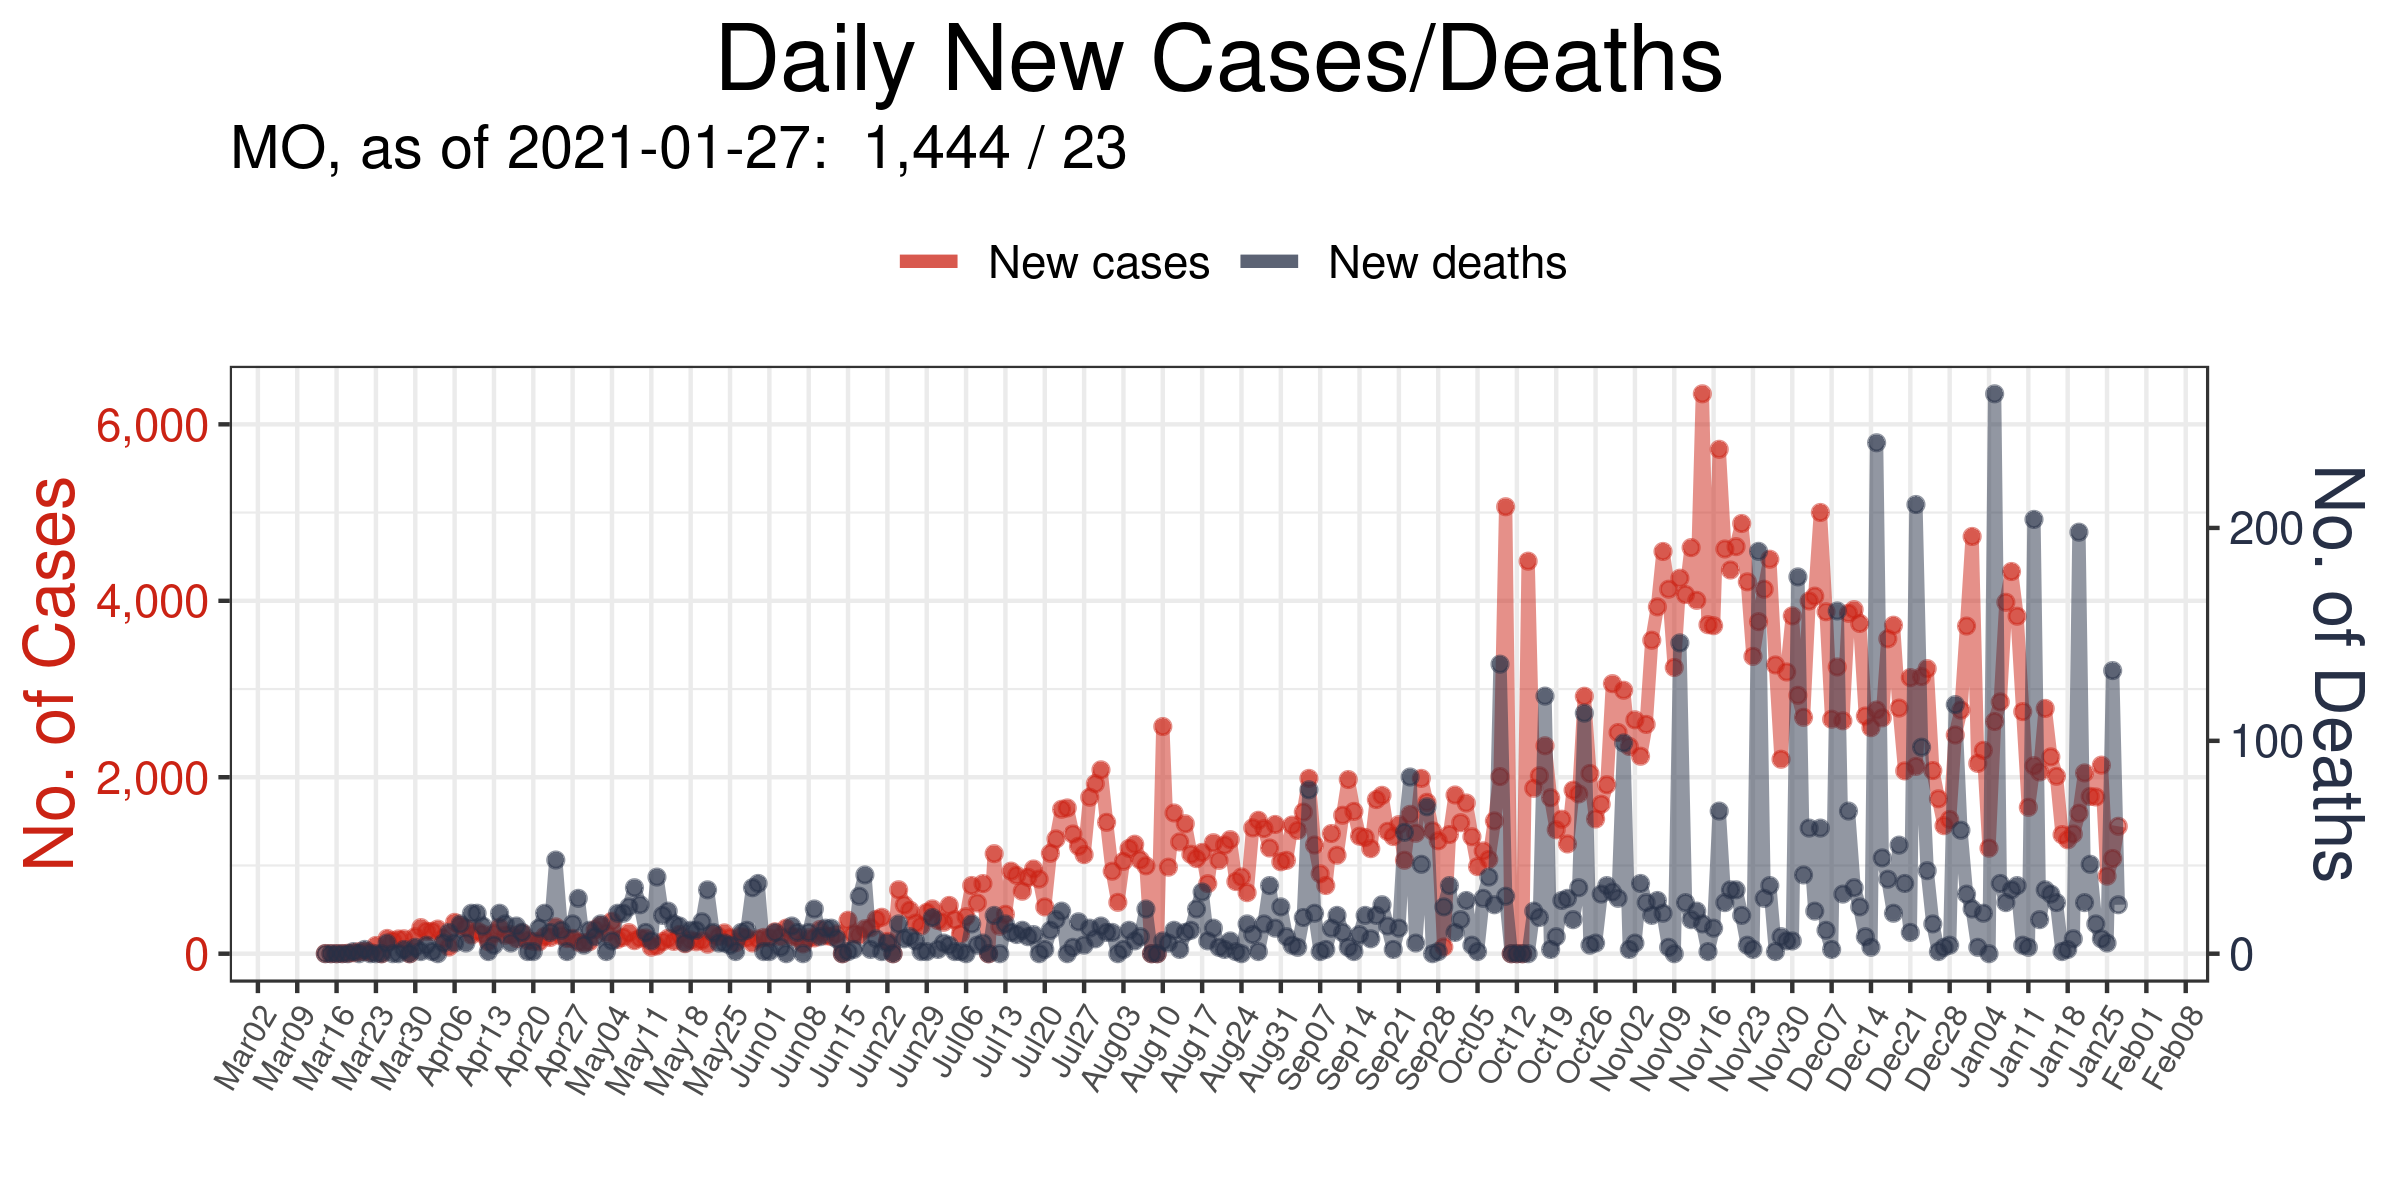 Daily New Cases/Deaths
MO, as of 2021-01-27:  1,444 / 23
New cases
New deaths
No. of Cases
6,000
4,000
2,000
0
200
100
0
No. of Deaths
Mar02
Mar09
Mar16
Mar23
Mar30
Apr06
Apr13
Apr20
Apr27
May04
May11
May18
May25
Jun01
Jun08
Jun15
Jun22
Jun29
Jul06
Jul13
Jul20
Jul27
Aug03
Aug10
Aug17
Aug24
Aug31
Sep07
Sep14
Sep21
Sep28
Oct05
Oct12
Oct19
Oct26
Nov02
Nov09
Nov16
Nov23
Nov30
Nov07
Dec14
Dec21
Dec28
Dec04
Jan11
Jan18
Jan25
Feb01
Feb08